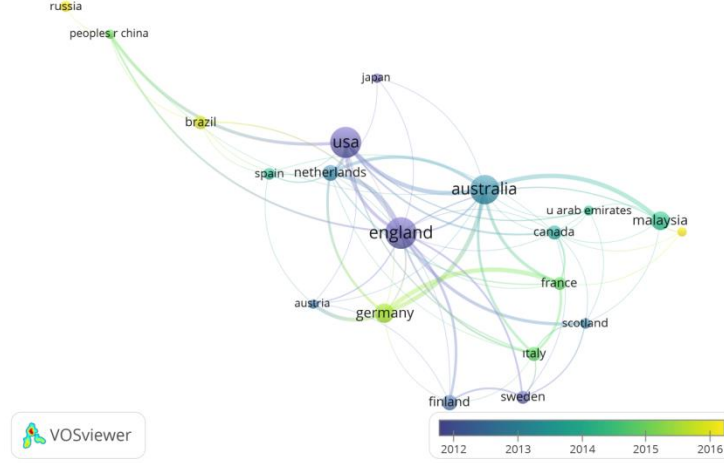 russia
peoples r china
japan
brazil
usa
spain
netherlands
australia
u arab emirates
malaysia
england
canada
france
austria
germany
scotland
italy
finland
sweden
VOSviewer
2012 2013 2014 2015 2016